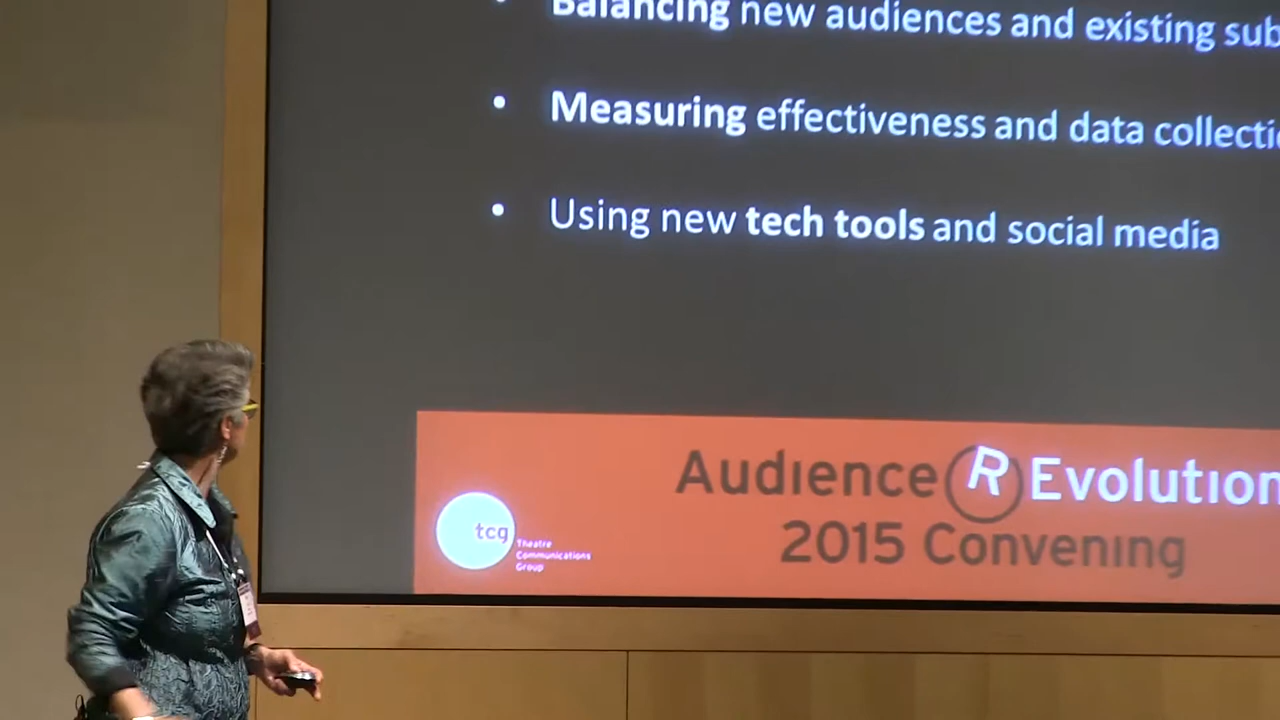 Balancing new audiences and existing sub
Measuring effectiveness and data collecti
Using new tech tools and social media
Audience R Evolution
2015 Convening
tcg
Theatre
Communications
Group